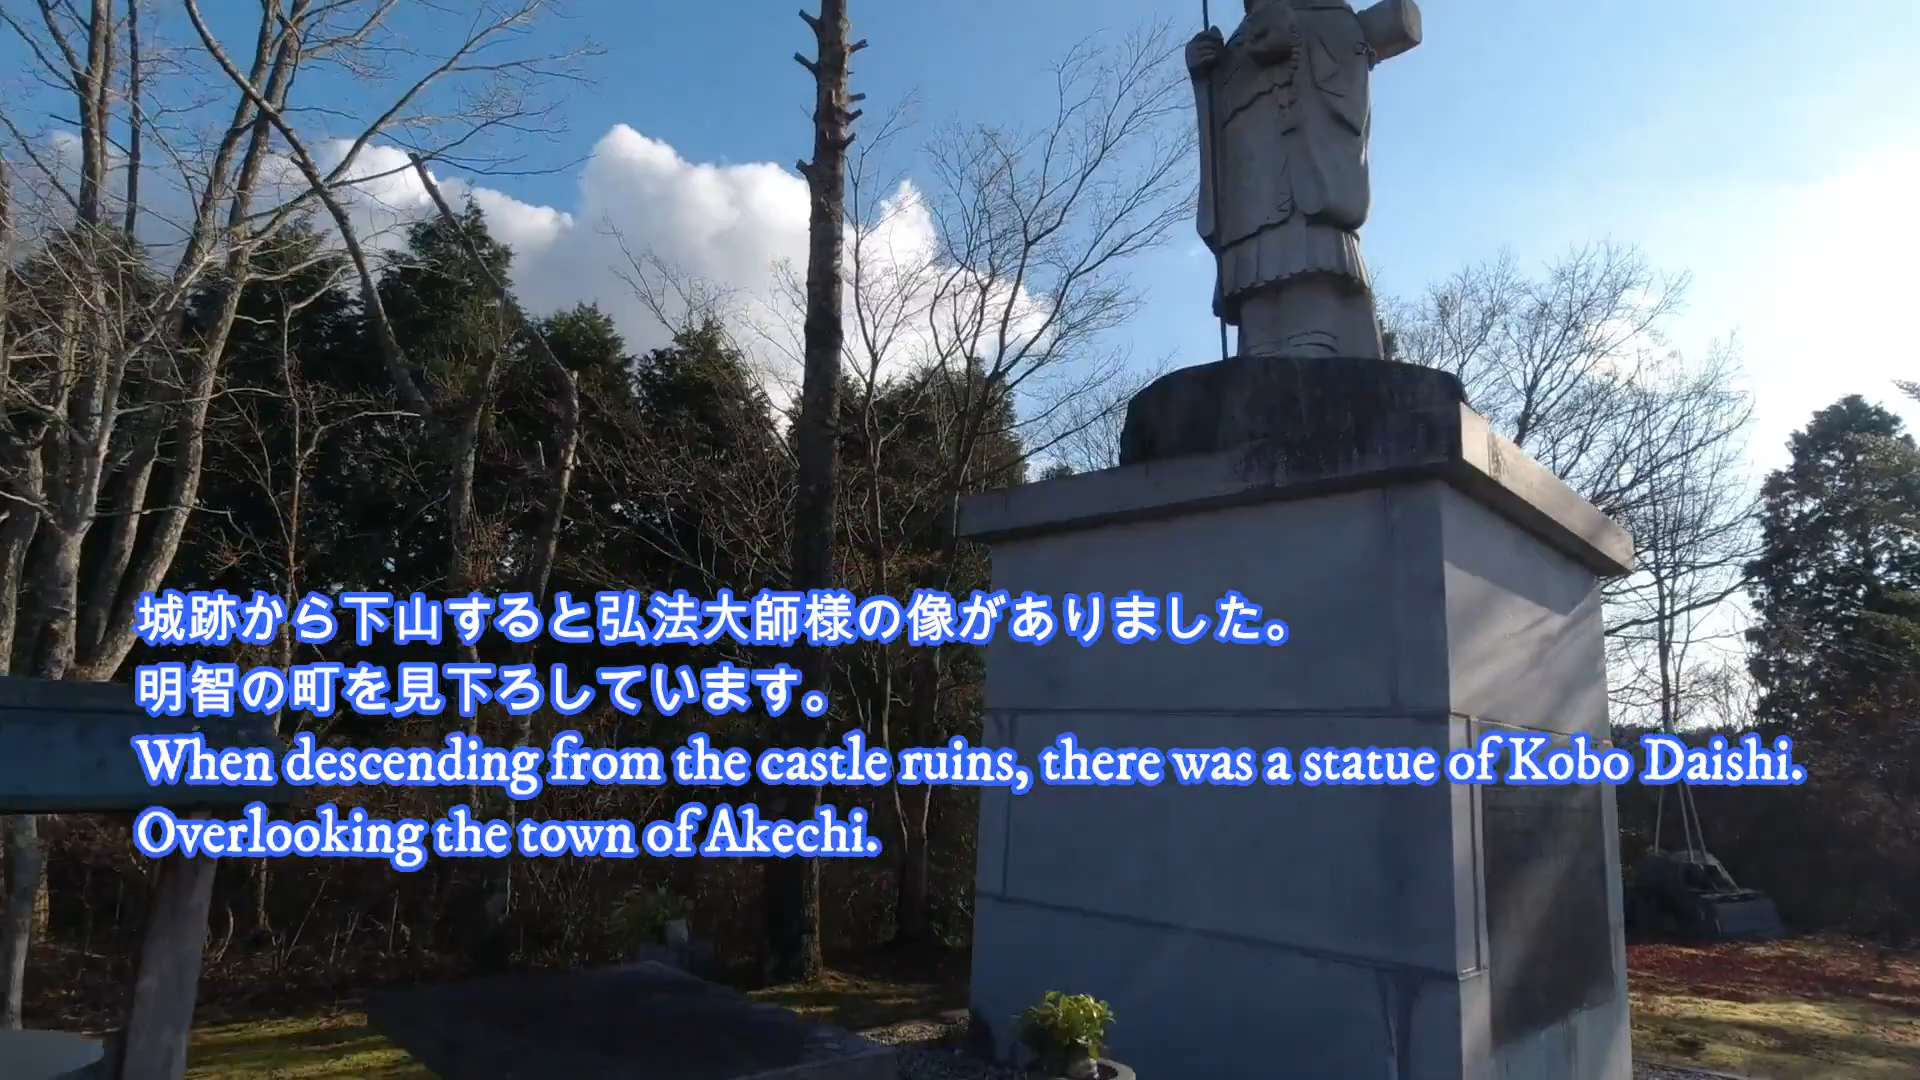 城跡から下山すると弘法大師様の像がありました。
明智の町を見下ろしています。
When descending from the castle ruins, there was a statue of Kobo Daishi.
Overlooking the town of Akechi.